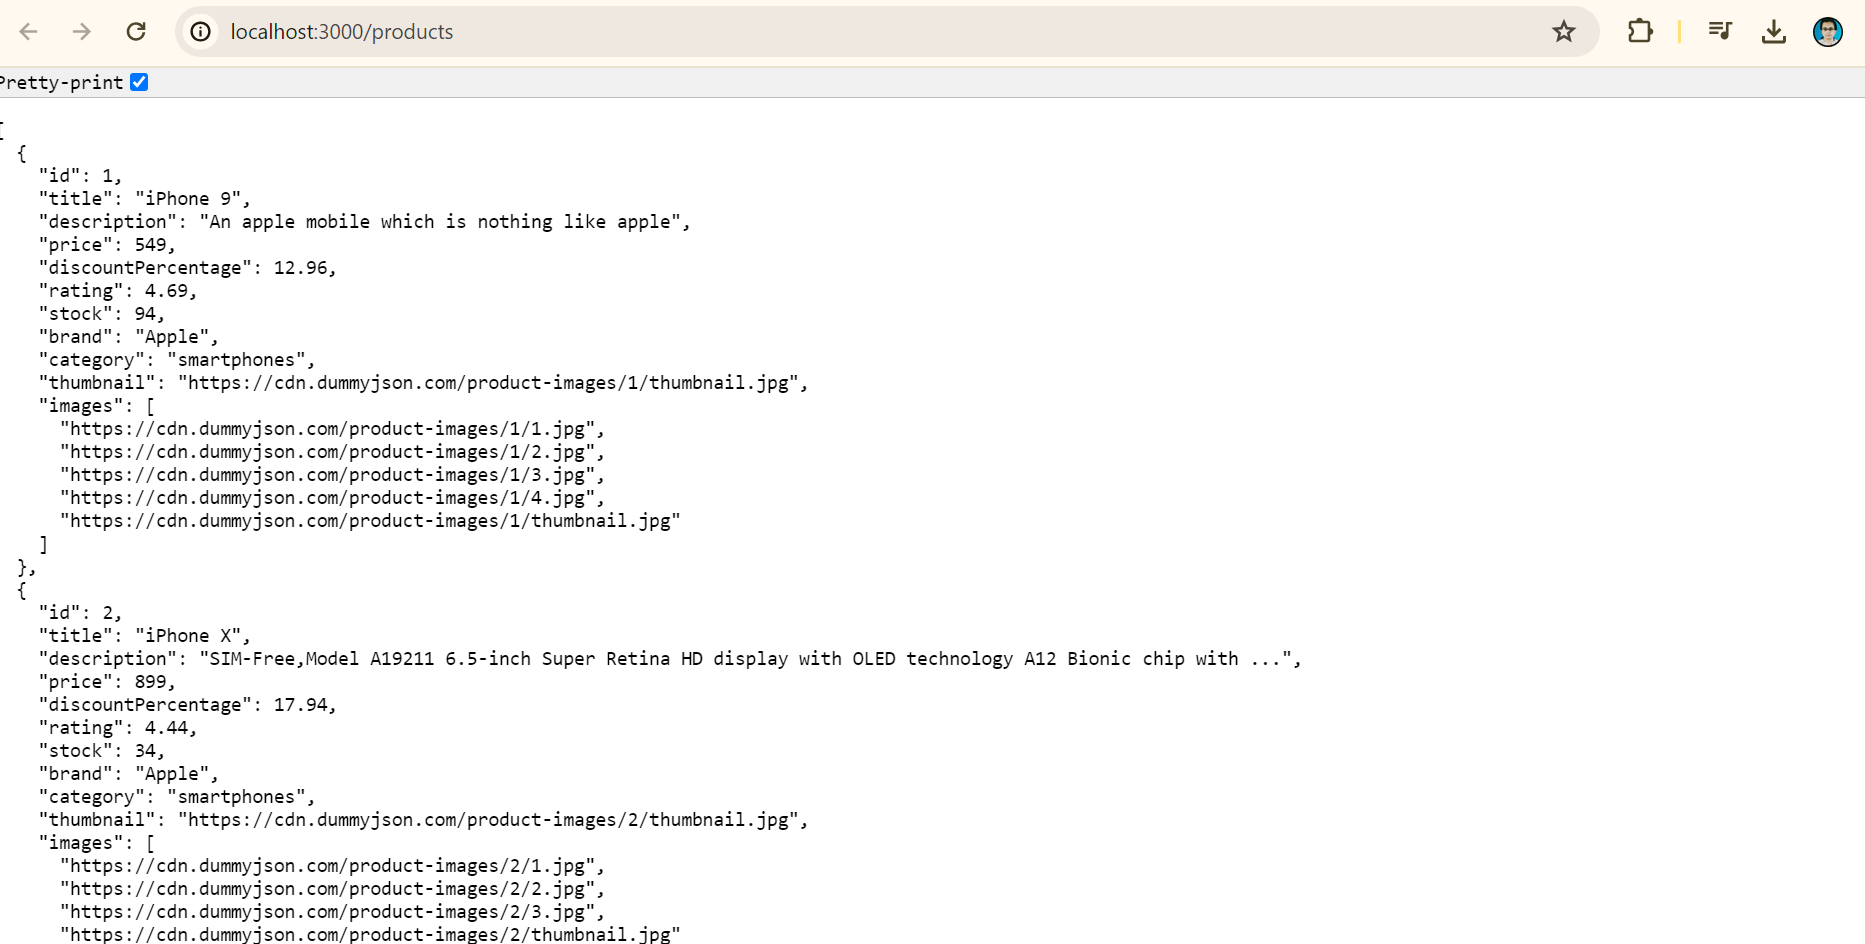 localhost:3000/products
Pretty-print
[
{
"id": 1,
"title": "iPhone 9",
"description": "An apple mobile which is nothing like apple",
"price": 549,
"discountPercentage": 12.96,
"rating": 4.69,
"stock": 94,
"brand": "Apple",
"category": "smartphones",
"thumbnail": "https://cdn.dummyjson.com/product-images/1/thumbnail.jpg",
"images": [
"https://cdn.dummyjson.com/product-images/1/1.jpg",
"https://cdn.dummyjson.com/product-images/1/2.jpg",
"https://cdn.dummyjson.com/product-images/1/3.jpg",
"https://cdn.dummyjson.com/product-images/1/4.jpg",
"https://cdn.dummyjson.com/product-images/1/thumbnail.jpg"
]
},
{
"id": 2,
"title": "iPhone X",
"description": "SIM-Free,Model A19211 6.5-inch Super Retina HD display with OLED technology A12 Bionic chip with ...",
"price": 899,
"discountPercentage": 17.94,
"rating": 4.44,
"stock": 34,
"brand": "Apple",
"category": "smartphones",
"thumbnail": "https://cdn.dummyjson.com/product-images/2/thumbnail.jpg",
"images": [
"https://cdn.dummyjson.com/product-images/2/1.jpg",
"https://cdn.dummyjson.com/product-images/2/2.jpg",
"https://cdn.dummyjson.com/product-images/2/3.jpg",
"https://cdn.dummyjson.com/product-images/2/thumbnail.jpg"